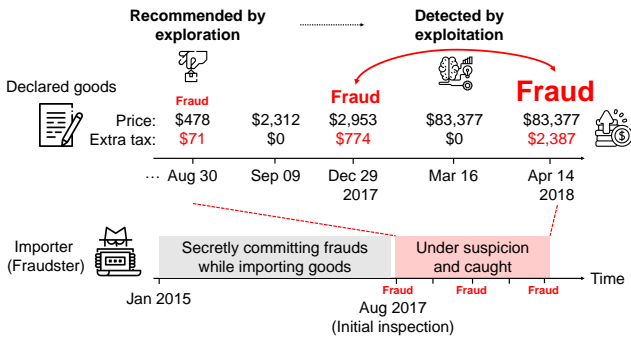 Recommended by
exploration
Detected by
exploitation
Declared goods
Fraud
Fraud
Fraud
Price: $478 $2,312 $2,953 $83,377 $83,377
Extra tax: $71 $0 $774 $0 $2,387
... Aug 30 Sep 09 Dec 29 Mar 16 Apr 14
2017 2018
Importer
(Fraudster)
Secretly committing frauds
while importing goods
Under suspicion
and caught
Time
Fraud Fraud Fraud
Jan 2015
Aug 2017
(Initial inspection)